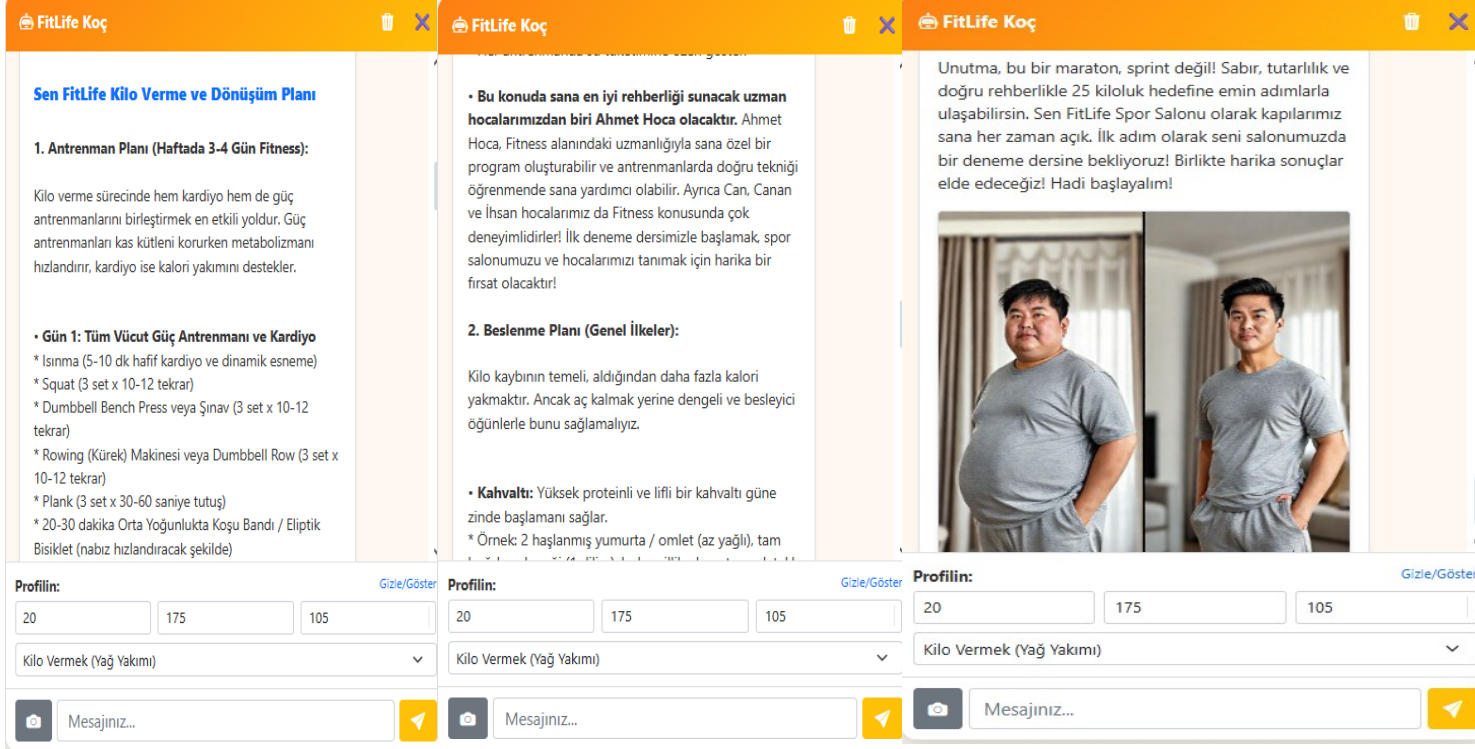 FitLife Koç
Sen FitLife Kilo Verme ve Dönüşüm Planı
1. Antrenman Planı (Haftada 3-4 Gün Fitness):
Kilo verme sürecinde hem kardiyo hem de güç
antrenmanlarını birleştirmek en etkili yoldur. Güç
antrenmanları kas kütleni korurken metabolizmanı
hızlandırır, kardiyo ise kalori yakımını destekler.
• Gün 1: Tüm Vücut Güç Antrenmanı ve Kardiyo
* Isınma (5-10 dk hafif kardiyo ve dinamik esneme)
* Squat (3 set x 10-12 tekrar)
* Dumbbell Bench Press veya Şınav (3 set x 10-12
tekrar)
* Rowing (Kürek) Makinesi veya Dumbbell Row (3 set x
10-12 tekrar)
* Plank (3 set x 30-60 saniye tutuş)
* 20-30 dakika Orta Yoğunlukta Koşu Bandı / Eliptik
Bisiklet (nabız hızlandıracak şekilde)
Profilin:
Gizle/Göster
20
175
105
Kilo Vermek (Yağ Yakımı)
Mesajınız...
FitLife Koç
• Bu konuda sana en iyi rehberliği sunacak uzman
hocalarımızdan biri Ahmet Hoca olacaktır. Ahmet
Hoca, Fitness alanındaki uzmanlığıyla sana özel bir
program oluşturabilir ve antrenmanlarda doğru tekniği
öğrenmende sana yardımcı olabilir. Ayrıca Can, Canan
ve İhsan hocalarımız da Fitness konusunda çok
deneyimlidirler! İlk deneme dersimizle başlamak, spor
salonumuzu ve hocalarımızı tanımak için harika bir
fırsat olacaktır!
2. Beslenme Planı (Genel İlkeler):
Kilo kaybının temeli, aldığından daha fazla kalori
yakmaktır. Ancak aç kalmak yerine dengeli ve besleyici
öğünlerle bunu sağlamalıyız.
• Kahvaltı: Yüksek proteinli ve lifli bir kahvaltı güne
zinde başlamanı sağlar.
* Örnek: 2 haşlanmış yumurta / omlet (az yağlı), tam
Profilin:
Gizle/Göster
20
175
105
Kilo Vermek (Yağ Yakımı)
Mesajınız...
FitLife Koç
Unutma, bu bir maraton, sprint değil! Sabır, tutarlılık ve
doğru rehberlikle 25 kiloluk hedefine emin adımlarla
ulaşabilirsin. Sen FitLife Spor Salonu olarak kapılarımız
sana her zaman açık. İlk adım olarak seni salonumuzda
bir deneme dersine bekliyoruz! Birlikte harika sonuçlar
elde edeceğiz! Hadi başlayalım!
Profilin:
Gizle/Göster
20
175
105
Kilo Vermek (Yağ Yakımı)
Mesajınız...